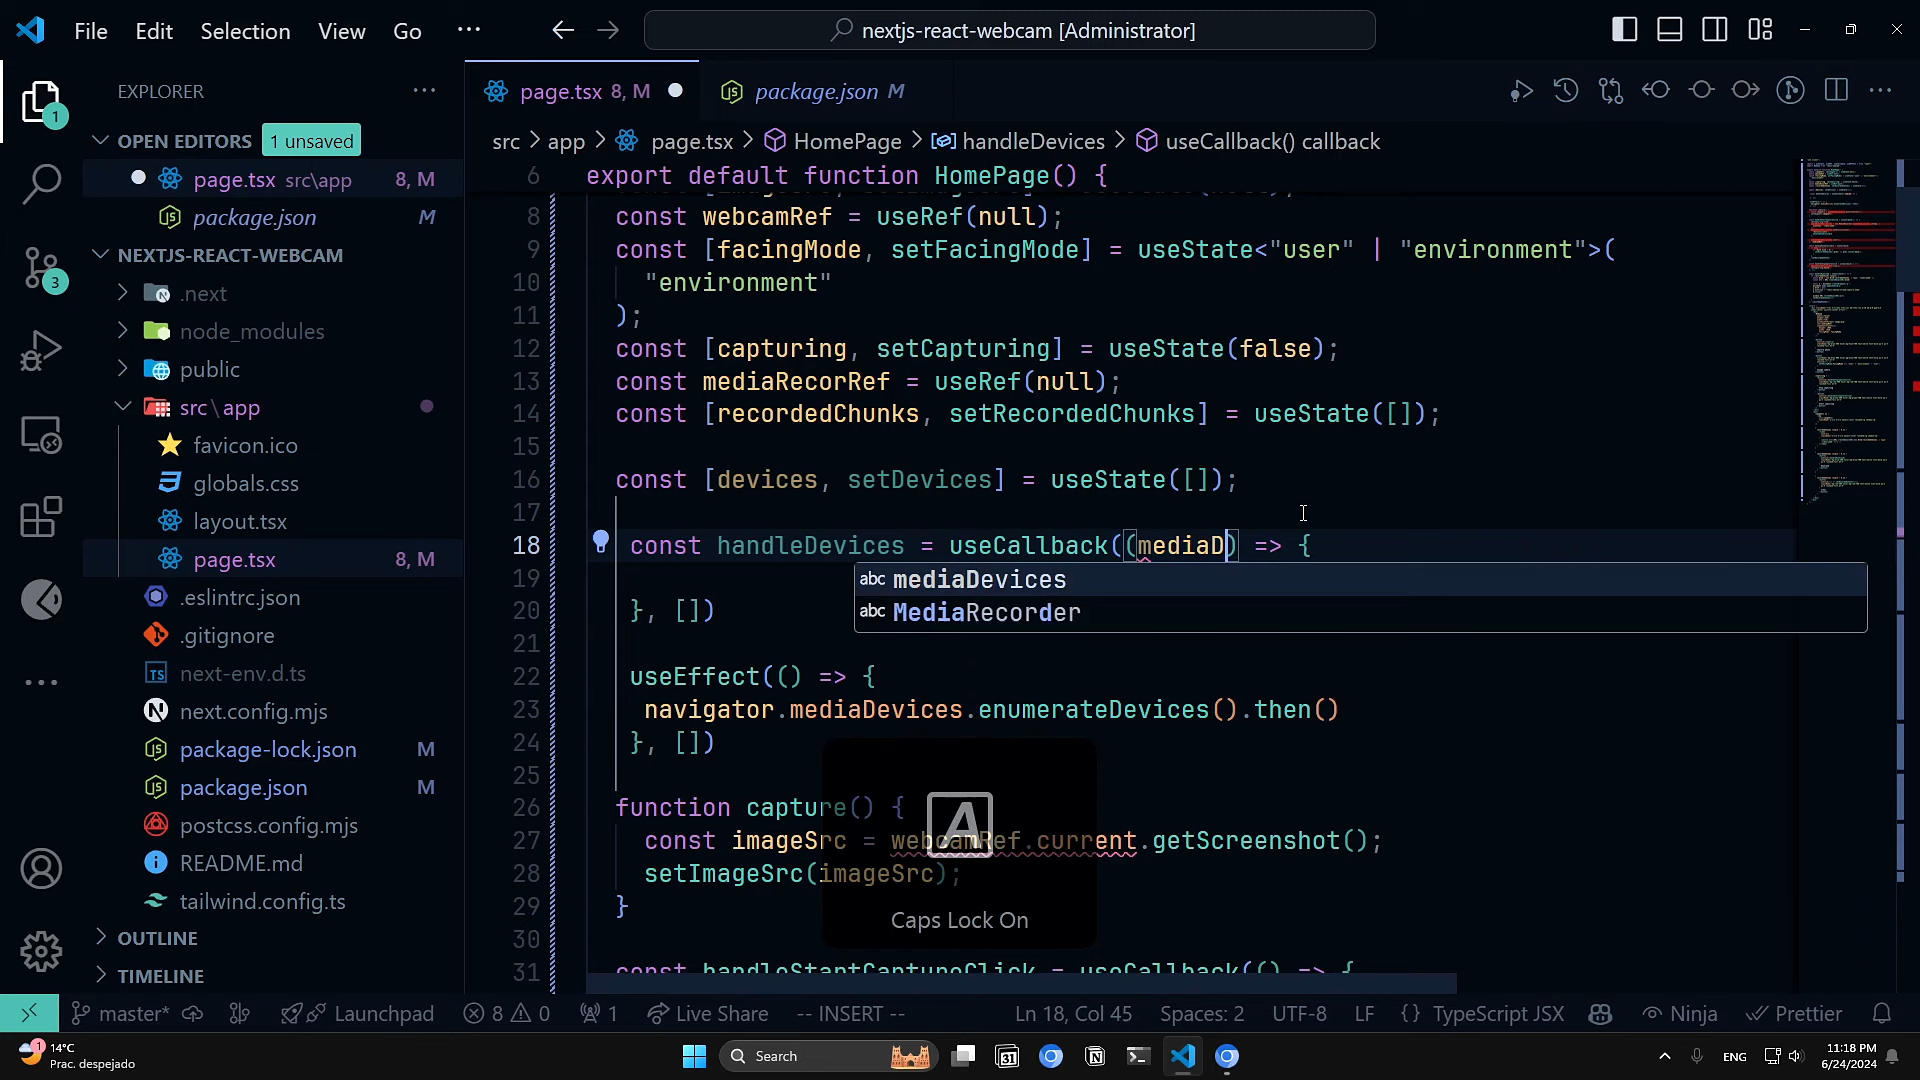 File Edit Selection View Go ···
nextjs-react-webcam [Administrator]
EXPLORER
OPEN EDITORS 1 unsaved
page.tsx src\app 8, M
package.json M
NEXTJS-REACT-WEBCAM
.next
node_modules
public
src\app
favicon.ico
globals.css
layout.tsx
page.tsx 8, M
.eslintrc.json
.gitignore
next-env.d.ts
next.config.mjs
package-lock.json M
package.json M
postcss.config.mjs
README.md
tailwind.config.ts
OUTLINE
TIMELINE
1
3
page.tsx 8, M
package.json M
src > app > page.tsx > HomePage > handleDevices > useCallback() callback
6 export default function HomePage() {
8 const webcamRef = useRef(null);
9 const [facingMode, setFacingMode] = useState<"user" | "environment">(
10 "environment"
11 );
12 const [capturing, setCapturing] = useState(false);
13 const mediaRecorRef = useRef(null);
14 const [recordedChunks, setRecordedChunks] = useState([]);
15
16 const [devices, setDevices] = useState([]);
17
18 const handleDevices = useCallback((mediaD) => {
19
abc mediaDevices
20 }, [])
abc MediaRecorder
21
22 useEffect(() => {
23 navigator.mediaDevices.enumerateDevices().then()
24 }, [])
25
26 function capture() {
27 const imageSrc = webcamRef.current.getScreenshot();
28 setImageSrc(imageSrc);
29 }
30
31 const handleStartCaptureClick = useCallback(() => {
A
Caps Lock On
master* Launchpad 8 0 1 Live Share -- INSERT -- Ln 18, Col 45 Spaces: 2 UTF-8 LF {} TypeScript JSX Ninja Prettier
1
14°C
Prac. despejado
Search
31
ENG
11:18 PM
6/24/2024